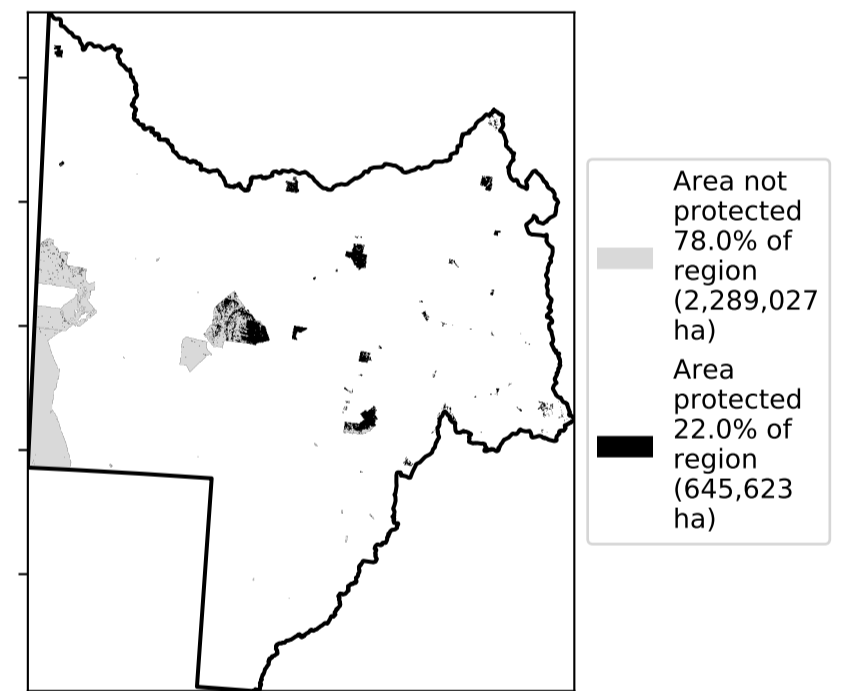 Area not
protected
78.0% of
region
(2,289,027
ha)
Area
protected
22.0% of
region
(645,623
ha)